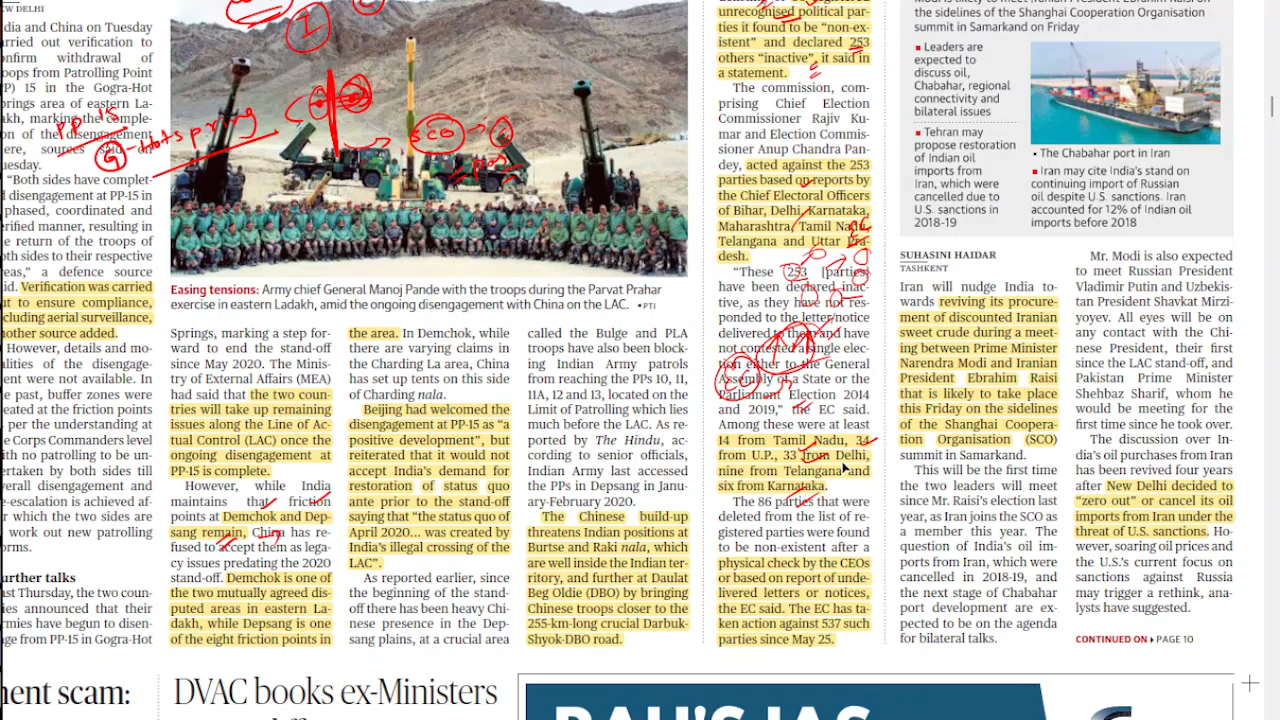 EW DELHI
dia and China on Tuesday
rried out verification to
onfirm withdrawal of
oops from Patrolling Point
P) 15 in the Gogra-Hot
rings area of eastern La-
kh, marking the comple-
on of the disengagement
ere, sources said on
uesday.
"Both sides have complet-
d disengagement at PP-15 in
phased, coordinated and
erified manner, resulting in
e return of the troops of
oth sides to their respective
eas," a defence source
id. Verification was carried
ut to ensure compliance,
cluding aerial surveillance,
nother source added.
However, details and mo-
alities of the disengage-
ent were not available. In
e past, buffer zones were
eated at the friction points
per the understanding at
e Corps Commanders level
th no patrolling to be un-
ertaken by both sides till
verall disengagement and
e-escalation is achieved af-
r which the two sides are
work out new patrolling
orms.
urther talks
ast Thursday, the two coun-
ies announced that their
rmies have begun to disen-
age from PP-15 in Gogra-Hot
PP 15
G - Hotspring
I
Easing tensions: Army chief General Manoj Pande with the troops during the Parvat Prahar
exercise in eastern Ladakh, amid the ongoing disengagement with China on the LAC. • PTI
Springs, marking a step for-
ward to end the stand-off
since May 2020. The Minis-
try of External Affairs (MEA)
had said that the two coun-
tries will take up remaining
issues along the Line of Ac-
tual Control (LAC) once the
ongoing disengagement at
PP-15 is complete.
However, while India
maintains that friction
points at Demchok and Dep-
sang remain, China has re-
fused to accept them as lega-
cy issues predating the 2020
stand-off. Demchok is one of
the two mutually agreed dis-
puted areas in eastern La-
dakh, while Depsang is one
of the eight friction points in
the area. In Demchok, while
there are varying claims in
the Charding La area, China
has set up tents on this side
of Charding nala.
Beijing had welcomed the
disengagement at PP-15 as "a
positive development", but
reiterated that it would not
accept India's demand for
restoration of status quo
ante prior to the stand-off
saying that "the status quo of
April 2020... was created by
India's illegal crossing of the
LAC".
As reported earlier, since
the beginning of the stand-
off there has been heavy Chi-
nese presence in the Dep-
sang plains, at a crucial area
called the Bulge and PLA
troops have also been block-
ing Indian Army patrols
from reaching the PPs 10, 11,
11A, 12 and 13, located on the
Limit of Patrolling which lies
much before the LAC. As re-
ported by The Hindu, ac-
cording to senior officials,
Indian Army last accessed
the PPs in Depsang in Janu-
ary-February 2020.
The Chinese build-up
threatens Indian positions at
Burtse and Raki nala, which
are well inside the Indian ter-
ritory, and further at Daulat
Beg Oldie (DBO) by bringing
Chinese troops closer to the
255-km-long crucial Darbuk-
Shyok-DBO road.
unrecognised political par-
ties it found to be "non-ex-
istent" and declared 253
others "inactive", it said in
a statement.
The commission, com-
prising Chief Election
Commissioner Rajiv Ku-
mar and Election Commis-
sioner Anup Chandra Pan-
dey, acted against the 253
parties based on reports by
the Chief Electoral Officers
of Bihar, Delhi, Karnataka,
Maharashtra, Tamil Nadu,
Telangana and Uttar Pra-
desh.
"These 253 [parties]
have been declared inac-
tive, as they have not res-
ponded to the letter/notice
delivered to them and have
not contested a single elec-
tion either to the General
Assembly of a State or the
Parliament Election 2014
and 2019," the EC said.
Among these were at least
14 from Tamil Nadu, 34
from U.P., 33 from Delhi,
nine from Telangana and
six from Karnataka.
The 86 parties that were
deleted from the list of re-
gistered parties were found
to be non-existent after a
physical check by the CEOs
or based on report of unde-
livered letters or notices,
the EC said. The EC has ta-
ken action against 537 such
parties since May 25.
Modi is likely to meet Iranian President Ebrahim Raisi on
the sidelines of the Shanghai Cooperation Organisation
summit in Samarkand on Friday
■ Leaders are
expected to
discuss oil,
Chabahar, regional
connectivity and
bilateral issues
■ Tehran may
propose restoration
of Indian oil
imports from
Iran, which were
cancelled due to
U.S. sanctions in
2018-19
• The Chabahar port in Iran
■ Iran may cite India's stand on
continuing import of Russian
oil despite U.S. sanctions. Iran
accounted for 12% of Indian oil
imports before 2018
SUHASINI HAIDAR
TASHKENT
Iran will nudge India to-
wards reviving its procure-
ment of discounted Iranian
sweet crude during a meet-
ing between Prime Minister
Narendra Modi and Iranian
President Ebrahim Raisi
that is likely to take place
this Friday on the sidelines
of the Shanghai Coopera-
tion Organisation (SCO)
summit in Samarkand.
This will be the first time
the two leaders will meet
since Mr. Raisi's election last
year, as Iran joins the SCO as
a member this year. The
question of India's oil im-
ports from Iran, which were
cancelled in 2018-19, and
the next stage of Chabahar
port development are ex-
pected to be on the agenda
for bilateral talks.
Mr. Modi is also expected
to meet Russian President
Vladimir Putin and Uzbekis-
tan President Shavkat Mirzi-
yoyev. All eyes will be on
any contact with the Chi-
nese President, their first
since the LAC stand-off, and
Pakistan Prime Minister
Shehbaz Sharif, whom he
would be meeting for the
first time since he took over.
The discussion over In-
dia's oil purchases from Iran
has been revived four years
after New Delhi decided to
"zero out" or cancel its oil
imports from Iran under the
threat of U.S. sanctions. Ho-
wever, soaring oil prices and
the U.S.'s current focus on
sanctions against Russia
may trigger a rethink, ana-
lysts have suggested.
CONTINUED ON ▸ PAGE 10
nent scam:
DVAC books ex-Ministers
RAU'S IAS